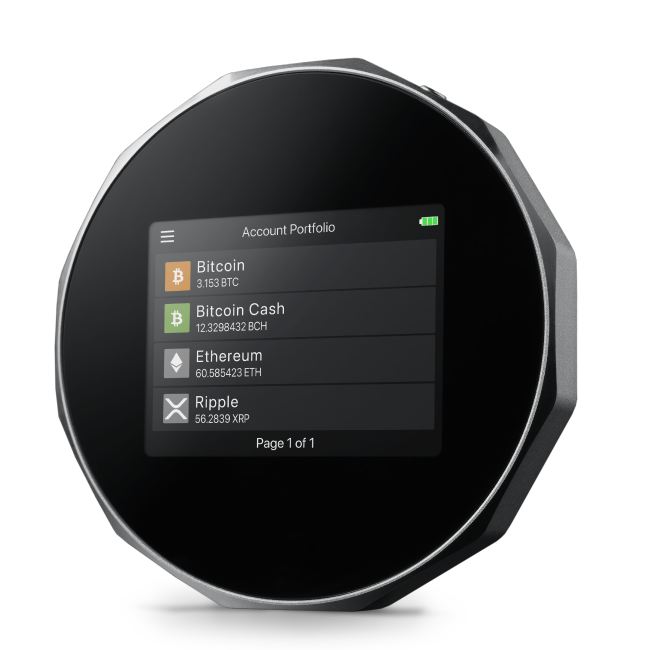 Account Portfolio
Bitcoin
3.153 BTC
Bitcoin Cash
12.3298432 BCH
Ethereum
60.585423 ETH
Ripple
56.2839 XRP
Page 1 of 1